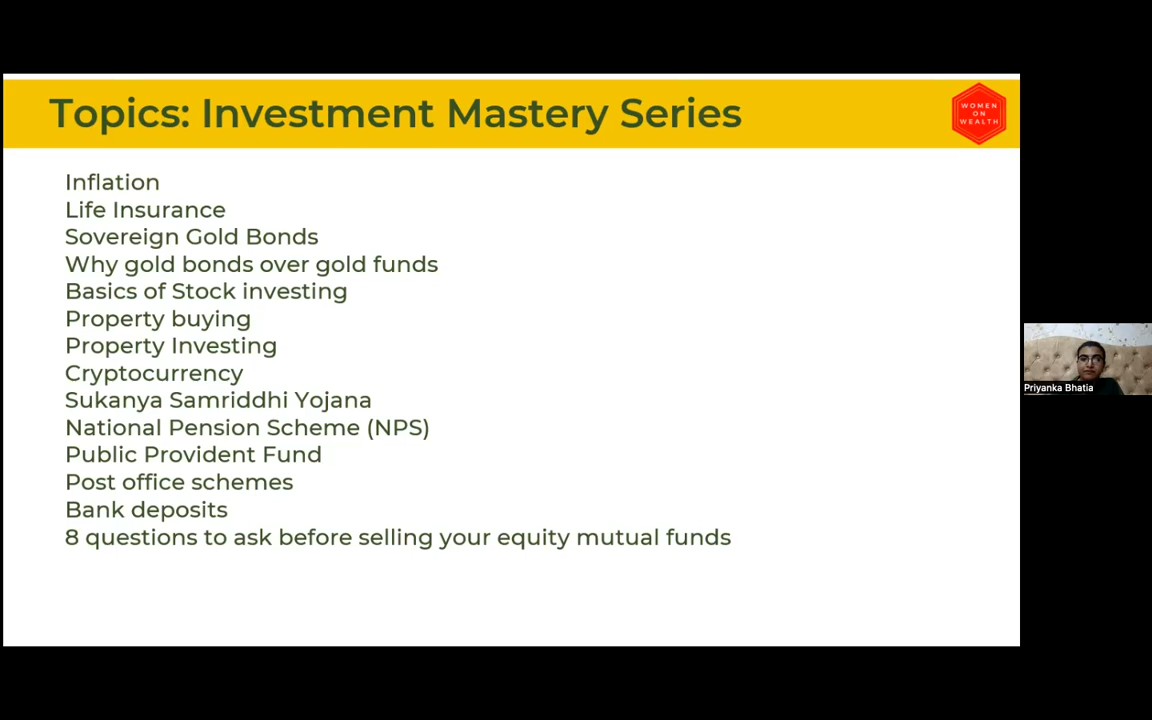 Topics: Investment Mastery Series
WOMEN
ON
WEALTH
Inflation
Life Insurance
Sovereign Gold Bonds
Why gold bonds over gold funds
Basics of Stock investing
Property buying
Property Investing
Cryptocurrency
Sukanya Samriddhi Yojana
National Pension Scheme (NPS)
Public Provident Fund
Post office schemes
Bank deposits
8 questions to ask before selling your equity mutual funds
Priyanka Bhatia